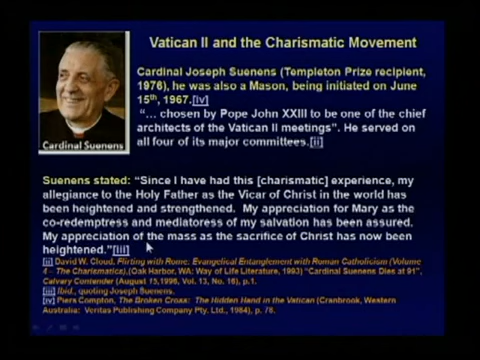 Vatican II and the Charismatic Movement
Cardinal Joseph Suenens (Templeton Prize recipient,
1976), he was also a Mason, being initiated on June
15th, 1967.[iv]
“… chosen by Pope John XXIII to be one of the chief
architects of the Vatican II meetings”. He served on
all four of its major committees.[ii]
Cardinal Suenens
Suenens stated: “Since I have had this [charismatic] experience, my
allegiance to the Holy Father as the Vicar of Christ in the world has
been heightened and strengthened. My appreciation for Mary as the
co-redemptress and mediatoress of my salvation has been assured.
My appreciation of the mass as the sacrifice of Christ has now been
heightened.”[iii]
[ii] David W. Cloud, Flirting with Rome: Evangelical Entanglement with Roman Catholicism (Volume
4 – The Charismatics),(Oak Harbor, WA: Way of Life Literature, 1993) “Cardinal Suenens Dies at 91”,
Calvary Contender (August 15,1996, Vol. 13, No. 16), p.1.
[iii] Ibid., quoting Joseph Suenens.
[iv] Piers Compton, The Broken Cross: The Hidden Hand in the Vatican (Cranbrook, Western
Australia: Veritas Publishing Company Pty. Ltd., 1984), p. 78.